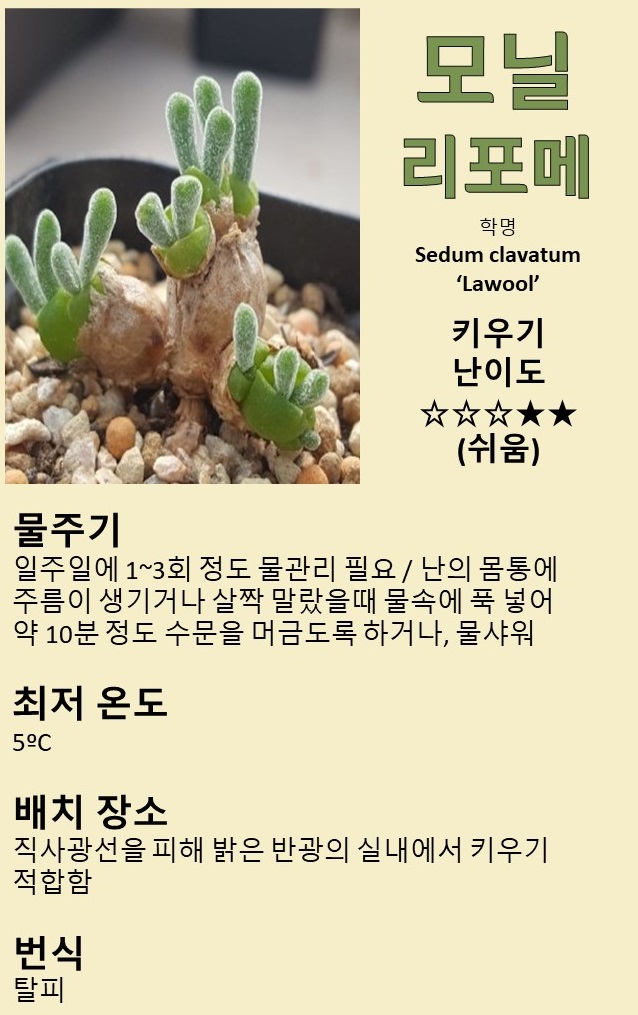 모닐
리포메
학명
Sedum clavatum
‘Lawool’
키우기
난이도
☆☆☆★★
(쉬움)
물주기
일주일에 1~3회 정도 물관리 필요 / 난의 몸통에
주름이 생기거나 살짝 말랐을때 물속에 푹 넣어
약 10분 정도 수문을 머금도록 하거나, 물샤워
최저 온도
5ºC
배치 장소
직사광선을 피해 밝은 반광의 실내에서 키우기
적합함
번식
탈피